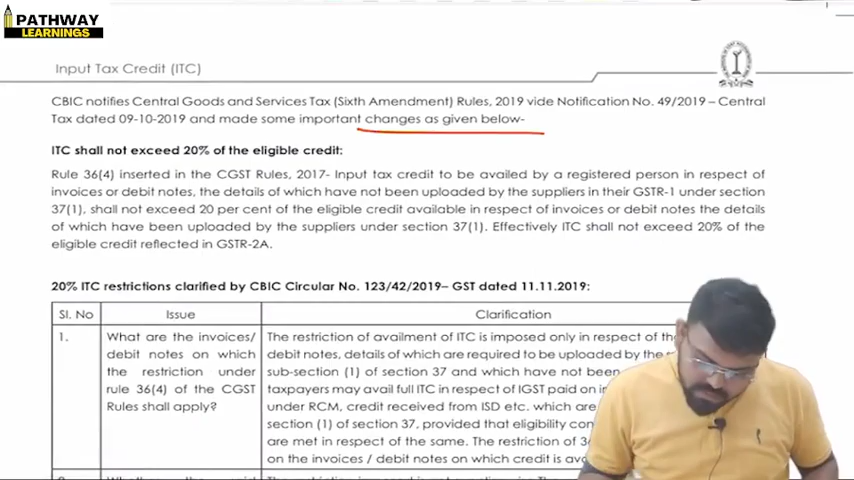 PATHWAY
LEARNINGS
Input Tax Credit (ITC)
CBIC notifies Central Goods and Services Tax (Sixth Amendment) Rules, 2019 vide Notification No. 49/2019 – Central
Tax dated 09-10-2019 and made some important changes as given below-
ITC shall not exceed 20% of the eligible credit:
Rule 36(4) inserted in the CGST Rules, 2017- Input tax credit to be availed by a registered person in respect of
invoices or debit notes, the details of which have not been uploaded by the suppliers in their GSTR-1 under section
37(1), shall not exceed 20 per cent of the eligible credit available in respect of invoices or debit notes the details
of which have been uploaded by the suppliers under section 37(1). Effectively ITC shall not exceed 20% of the
eligible credit reflected in GSTR-2A.
20% ITC restrictions clarified by CBIC Circular No. 123/42/2019– GST dated 11.11.2019:
Sl. No Issue Clarification
1. What are the invoices/ The restriction of availment of ITC is imposed only in respect of
debit notes on which debit notes, details of which are required to be uploaded by the
the restriction under sub-section (1) of section 37 and which have not been
rule 36(4) of the CGST taxpayers may avail full ITC in respect of IGST paid on
Rules shall apply? under RCM, credit received from ISD etc. which are
section (1) of section 37, provided that eligibility
are met in respect of the same. The restriction of
on the invoices / debit notes on which credit is